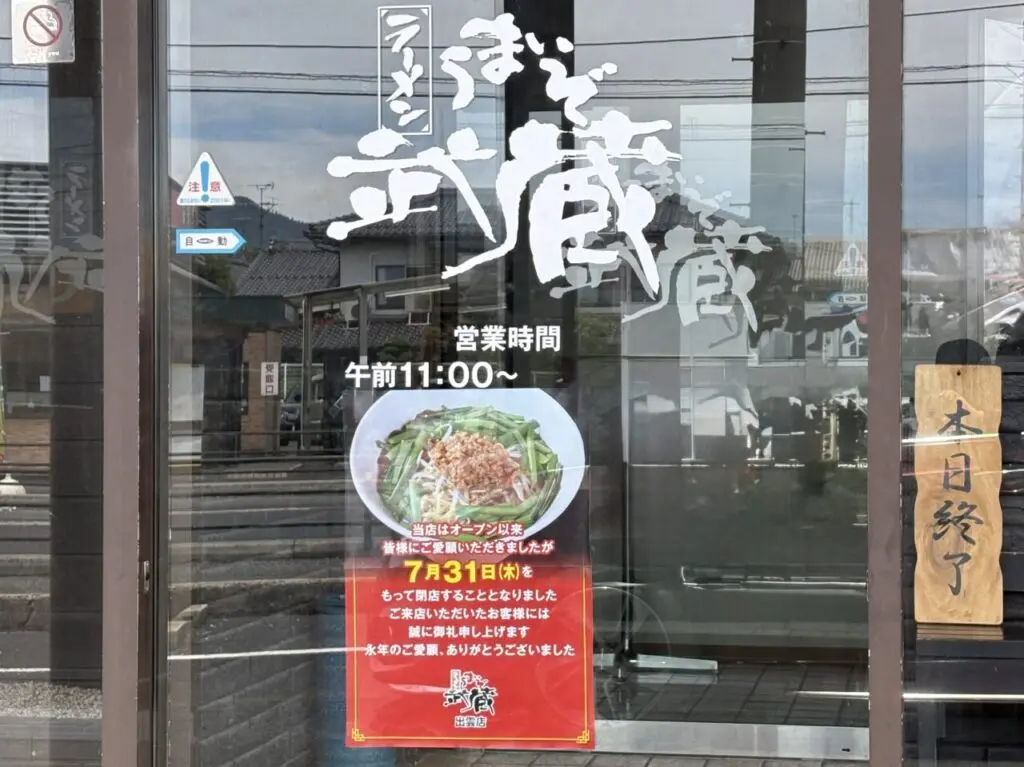 ラーメン
うまいぞ
武蔵
注意
自動
営業時間
午前11:00〜
当店はオープン以来
皆様にご愛顧いただきましたが
7月31日(木)を
もって閉店することとなりました
ご来店いただいたお客様には
誠に御礼申し上げます
永年のご愛顧、ありがとうございました
うまいぞ
武蔵
出雲店
本日終了